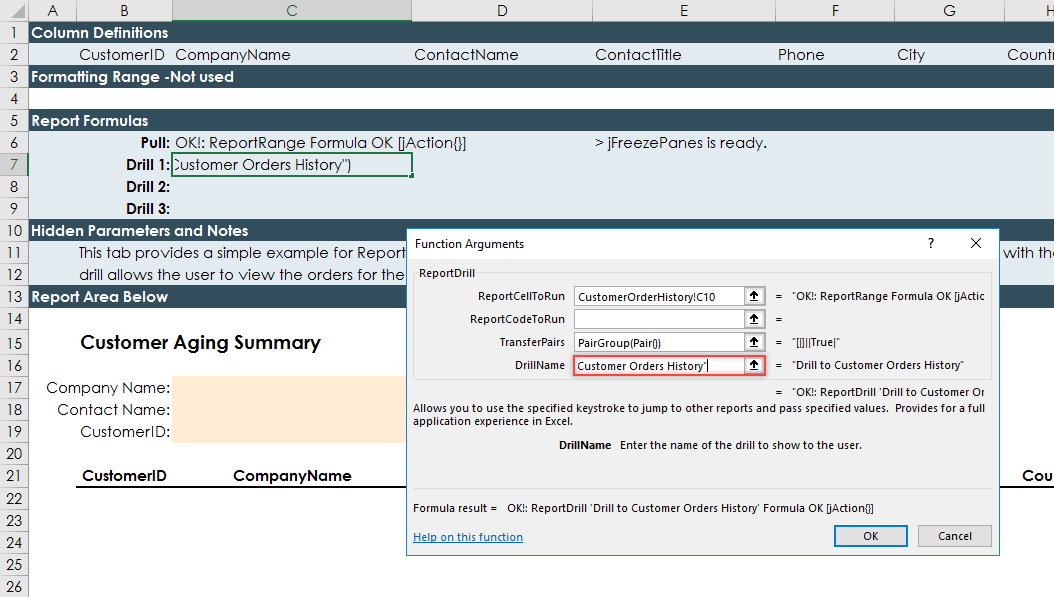 A B C D E F G H
1 Column Definitions
2 CustomerID CompanyName ContactName ContactTitle Phone City Countr
3 Formatting Range -Not used
4
5 Report Formulas
6 Pull: OK!: ReportRange Formula OK [jAction{}] > jFreezePanes is ready.
7 Drill 1: Customer Orders History")
8 Drill 2:
9 Drill 3:
10 Hidden Parameters and Notes
11 This tab provides a simple example for Report with the
12 drill allows the user to view the orders for the
13 Report Area Below
14
15 Customer Aging Summary
16
17 Company Name:
18 Contact Name:
19 CustomerID:
20
21 CustomerID CompanyName Cou
22
23
24
25
26
Function Arguments ?
ReportDrill
ReportCellToRun CustomerOrderHistory!C10 = "OK!: ReportRange Formula OK [jActio
ReportCodeToRun =
TransferPairs PairGroup(Pair()) = "[[]||True|"
DrillName Customer Orders History" = "Drill to Customer Orders History"
= "OK!: ReportDrill 'Drill to Customer Or
Allows you to use the specified keystroke to jump to other reports and pass specified values. Provides for a full
application experience in Excel.
DrillName Enter the name of the drill to show to the user.
Formula result = OK!: ReportDrill 'Drill to Customer Orders History' Formula OK [jAction{}]
Help on this function OK Cancel